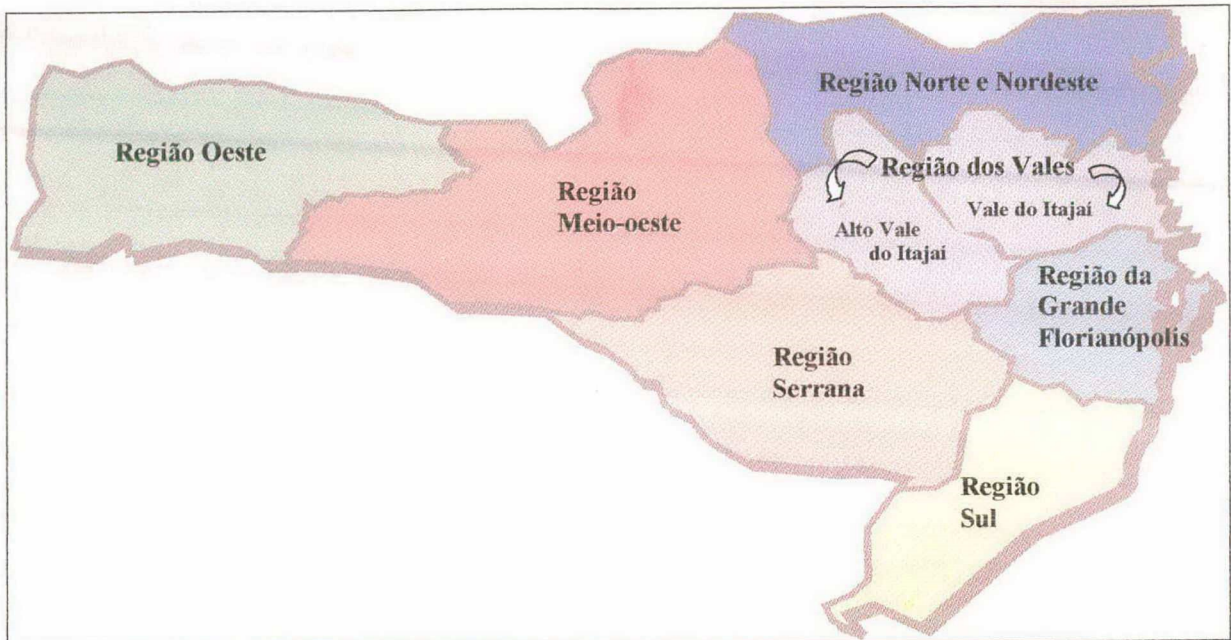 Região Norte e Nordeste
Região Oeste
Região dos Vales
Região
Meio-oeste
Vale do Itajaí
Alto Vale
do Itajaí
Região da
Grande
Florianópolis
Região
Serrana
Região
Sul